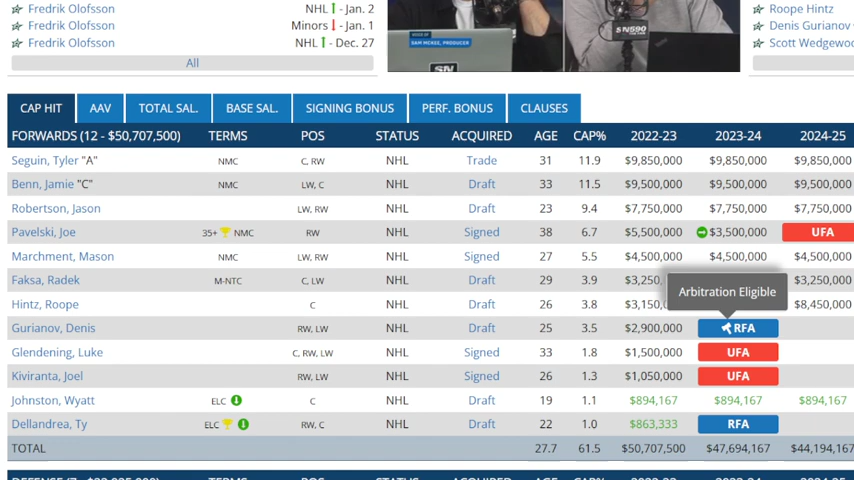 Fredrik Olofsson NHL - Jan. 2
Fredrik Olofsson Minors - Jan. 1
Fredrik Olofsson NHL - Dec. 27
All
SAM MCKEE, PRODUCER
SN
SN590
Roope Hintz
Denis Gurianov
Scott Wedgewoo
CAP HIT AAV TOTAL SAL. BASE SAL. SIGNING BONUS PERF. BONUS CLAUSES
FORWARDS (12 - $50,707,500) TERMS POS STATUS ACQUIRED AGE CAP% 2022-23 2023-24 2024-25
Seguin, Tyler "A" NMC C, RW NHL Trade 31 11.9 $9,850,000 $9,850,000 $9,850,000
Benn, Jamie "C" NMC LW, C NHL Draft 33 11.5 $9,500,000 $9,500,000 $9,500,000
Robertson, Jason LW, RW NHL Draft 23 9.4 $7,750,000 $7,750,000 $7,750,000
Pavelski, Joe 35+ NMC RW NHL Signed 38 6.7 $5,500,000 $3,500,000 UFA
Marchment, Mason NMC LW, RW NHL Signed 27 5.5 $4,500,000 $4,500,000 $4,500,000
Faksa, Radek M-NTC C, LW NHL Draft 29 3.9 $3,250, $3,250,000
Arbitration Eligible
Hintz, Roope C NHL Draft 26 3.8 $3,150, $8,450,000
Gurianov, Denis RW, LW NHL Draft 25 3.5 $2,900,000 RFA
Glendening, Luke C, RW, LW NHL Signed 33 1.8 $1,500,000 UFA
Kiviranta, Joel RW, LW NHL Signed 26 1.3 $1,050,000 UFA
Johnston, Wyatt ELC C NHL Draft 19 1.1 $894,167 $894,167 $894,167
Dellandrea, Ty ELC RW, C NHL Draft 22 1.0 $863,333 RFA
TOTAL 27.7 61.5 $50,707,500 $47,694,167 $44,194,167